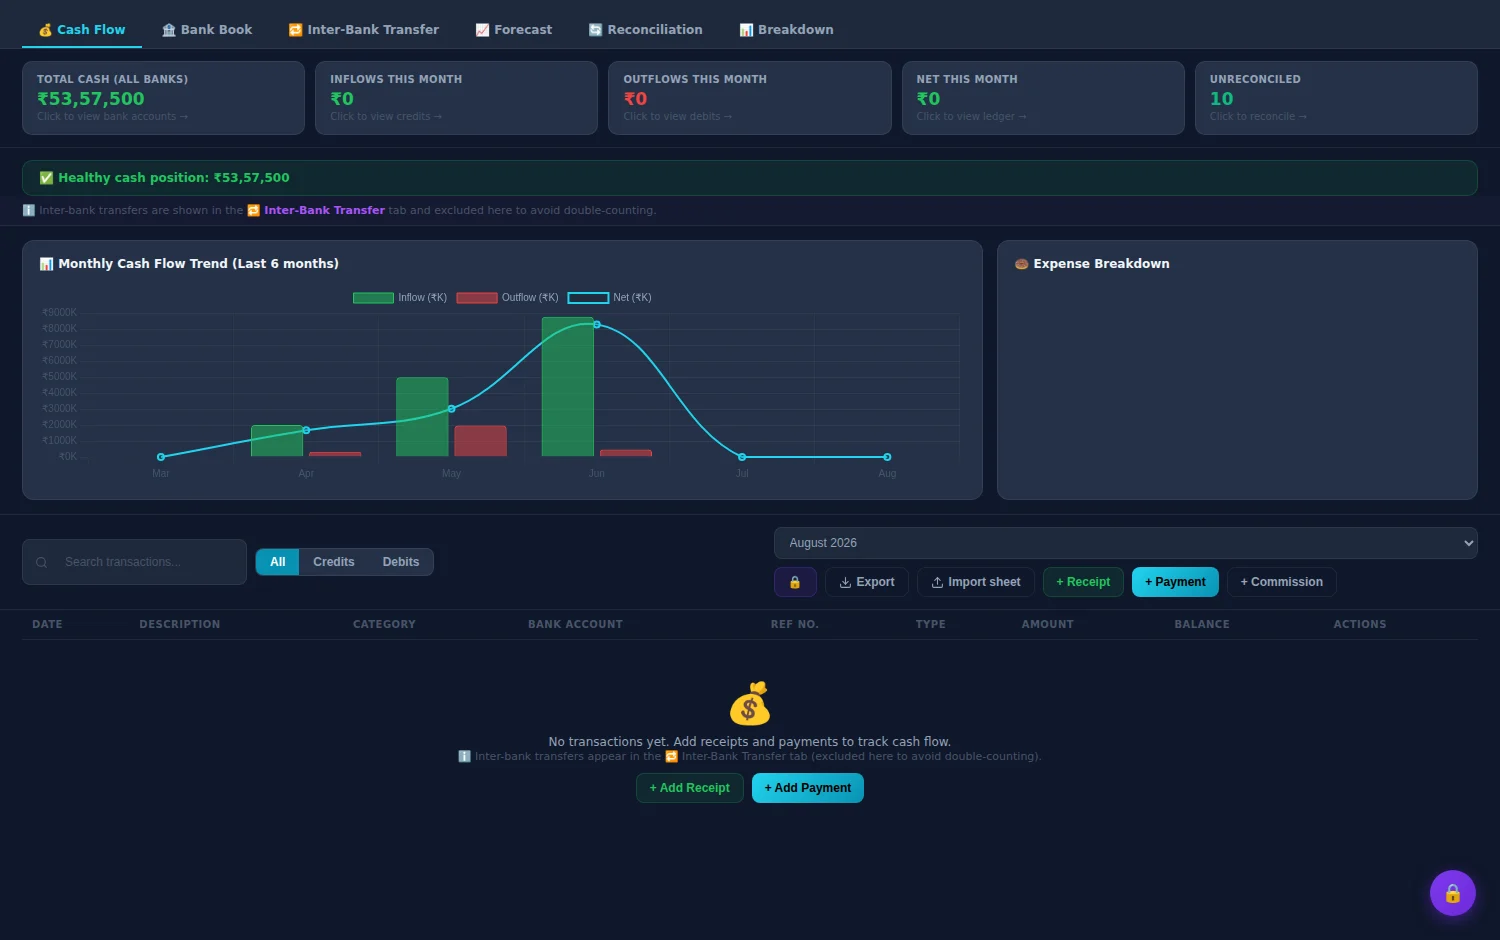 💰 Cash Flow 🏦 Bank Book 🔁 Inter-Bank Transfer 📈 Forecast 🔄 Reconciliation 📊 Breakdown
TOTAL CASH (ALL BANKS)
₹53,57,500
Click to view bank accounts →
INFLOWS THIS MONTH
₹0
Click to view credits →
OUTFLOWS THIS MONTH
₹0
Click to view debits →
NET THIS MONTH
₹0
Click to view ledger →
UNRECONCILED
10
Click to reconcile →
✅ Healthy cash position: ₹53,57,500
ℹ️ Inter-bank transfers are shown in the 🔁 Inter-Bank Transfer tab and excluded here to avoid double-counting.
📊 Monthly Cash Flow Trend (Last 6 months)
Inflow (₹K) Outflow (₹K) Net (₹K)
₹9000K
₹8000K
₹7000K
₹6000K
₹5000K
₹4000K
₹3000K
₹2000K
₹1000K
₹0K
Mar Apr May Jun Jul Aug
🍩 Expense Breakdown
Search transactions...
All Credits Debits
August 2026
🔒 Export Import sheet + Receipt + Payment + Commission
DATE DESCRIPTION CATEGORY BANK ACCOUNT REF NO. TYPE AMOUNT BALANCE ACTIONS
No transactions yet. Add receipts and payments to track cash flow.
ℹ️ Inter-bank transfers appear in the 🔁 Inter-Bank Transfer tab (excluded here to avoid double-counting).
+ Add Receipt + Add Payment